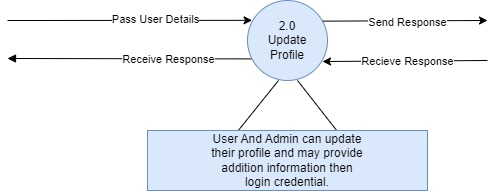 Pass User Details
2.0
Update
Profile
Send Response
Receive Response
Recieve Response
User And Admin can update
their profile and may provide
addition information then
login credential.